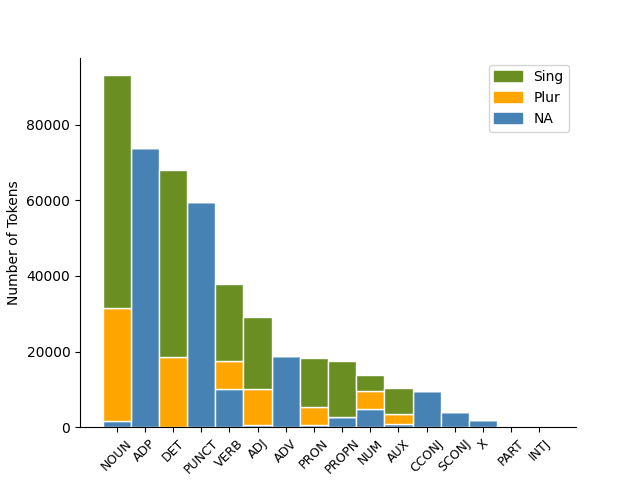 Sing
Plur
NA
Number of Tokens
80000
60000
40000
20000
0
NOUN
ADP
DET
PUNCT
VERB
ADJ
ADV
PRON
PROPN
NUM
AUX
CCONJ
SCONJ
X
PART
INTJ